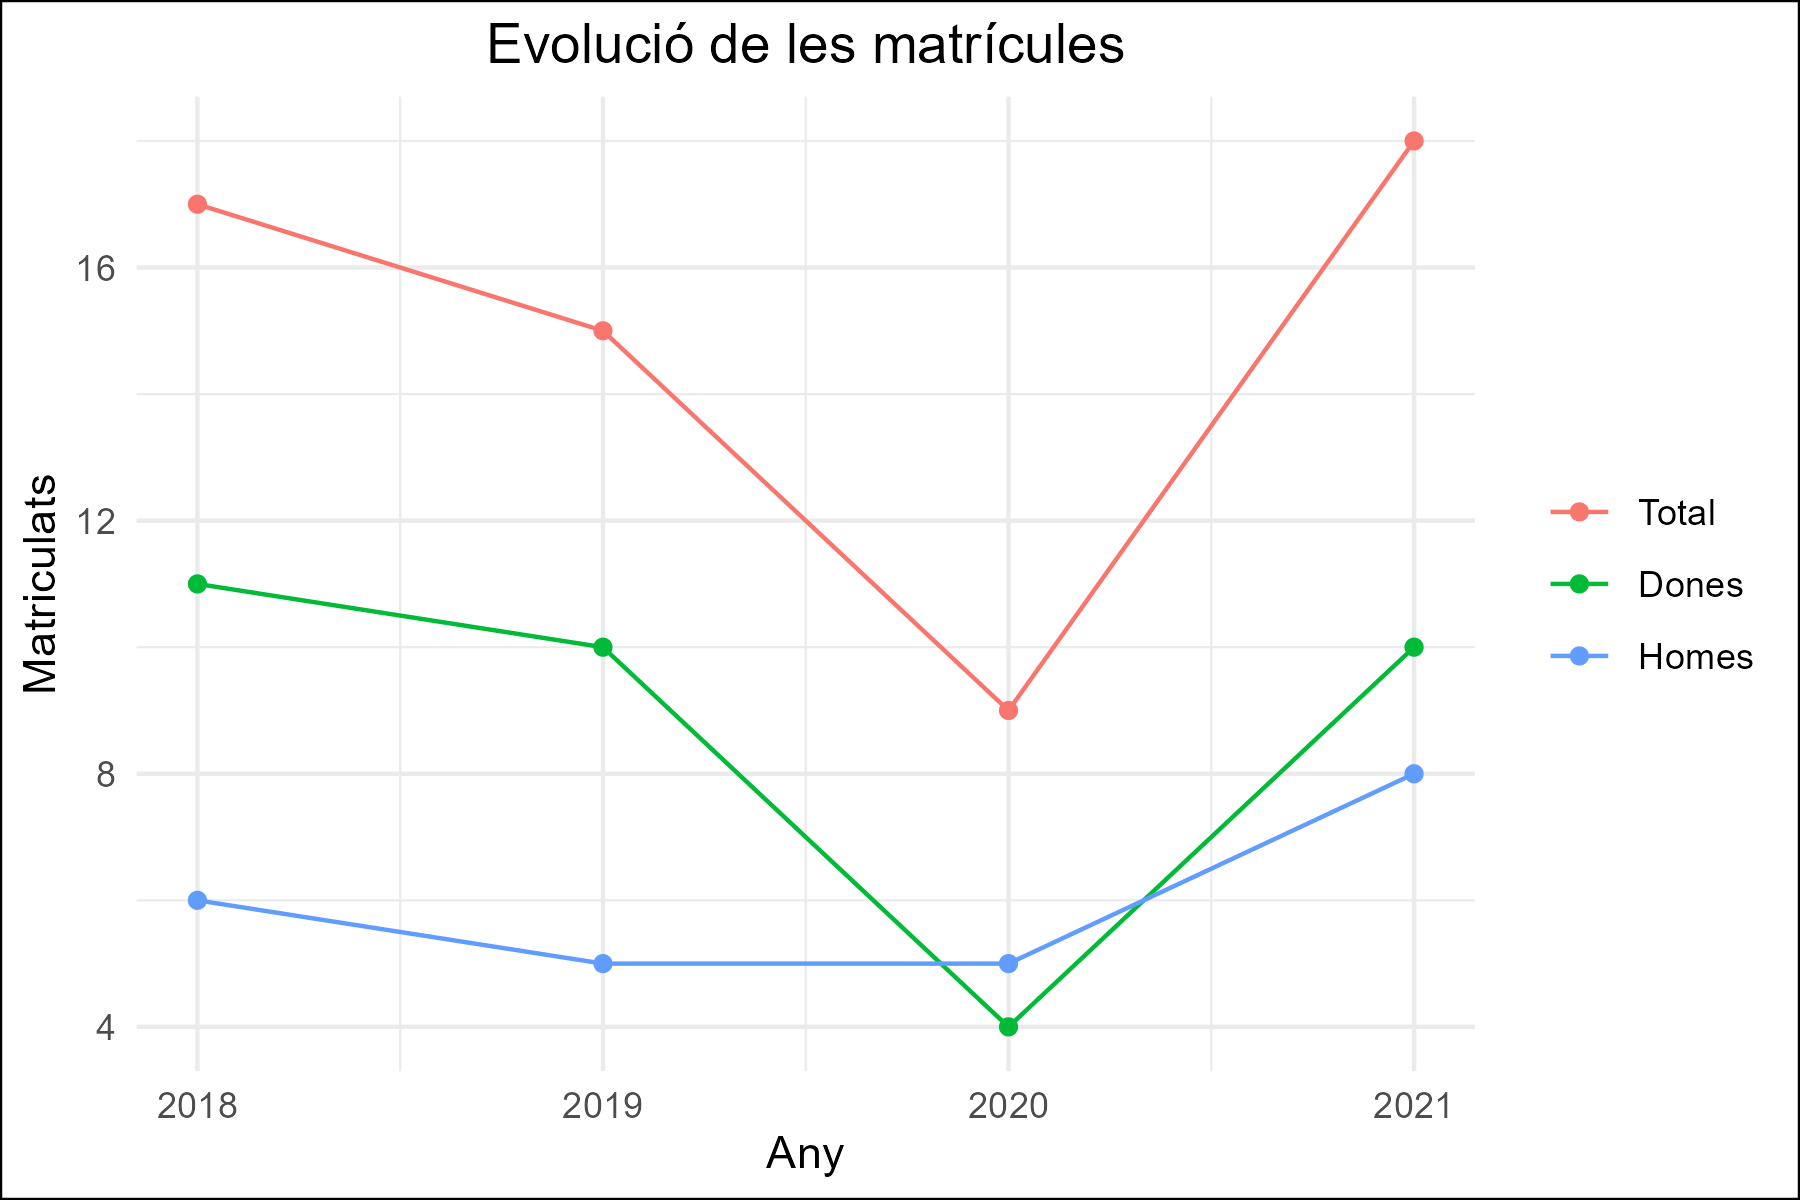 Evolució de les matrícules
Matriculats
16
12
8
4
2018
2019
2020
2021
Any
Total
Dones
Homes